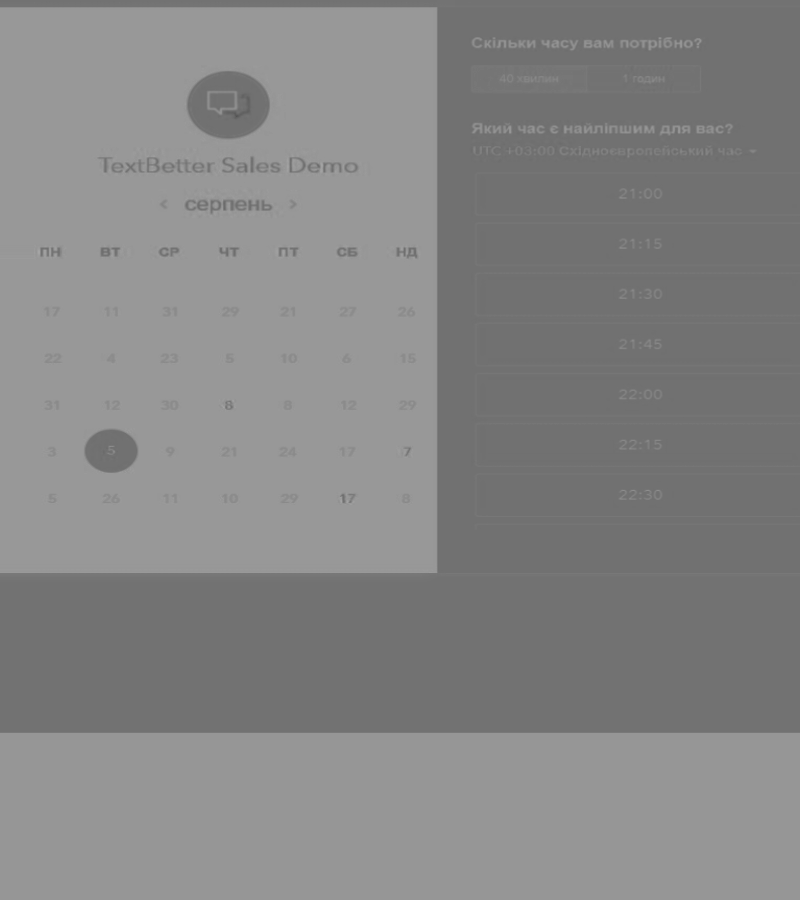 TextBetter Sales Demo
‹ серпень ›
ПН ВТ СР ЧТ ПТ СБ НД
17 11 31 29 21 27 26
22 4 23 5 10 6 15
31 12 30 8 8 12 29
3 5 9 21 24 17 7
5 26 11 10 29 17 8
Скільки часу вам потрібно?
40 хвилин 1 годин
Який час є найліпшим для вас?
UTC +03:00 Східноєвропейський час
21:00
21:15
21:30
21:45
22:00
22:15
22:30